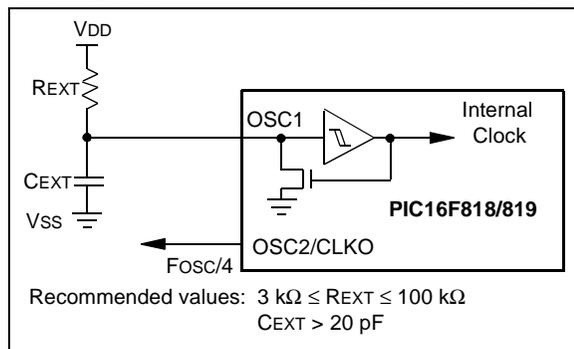 VDD
REXT
OSC1
Internal
Clock
CEXT
PIC16F818/819
VSS
OSC2/CLKO
FOSC/4
Recommended values: 3 kΩ ≤ REXT ≤ 100 kΩ
CEXT > 20 pF